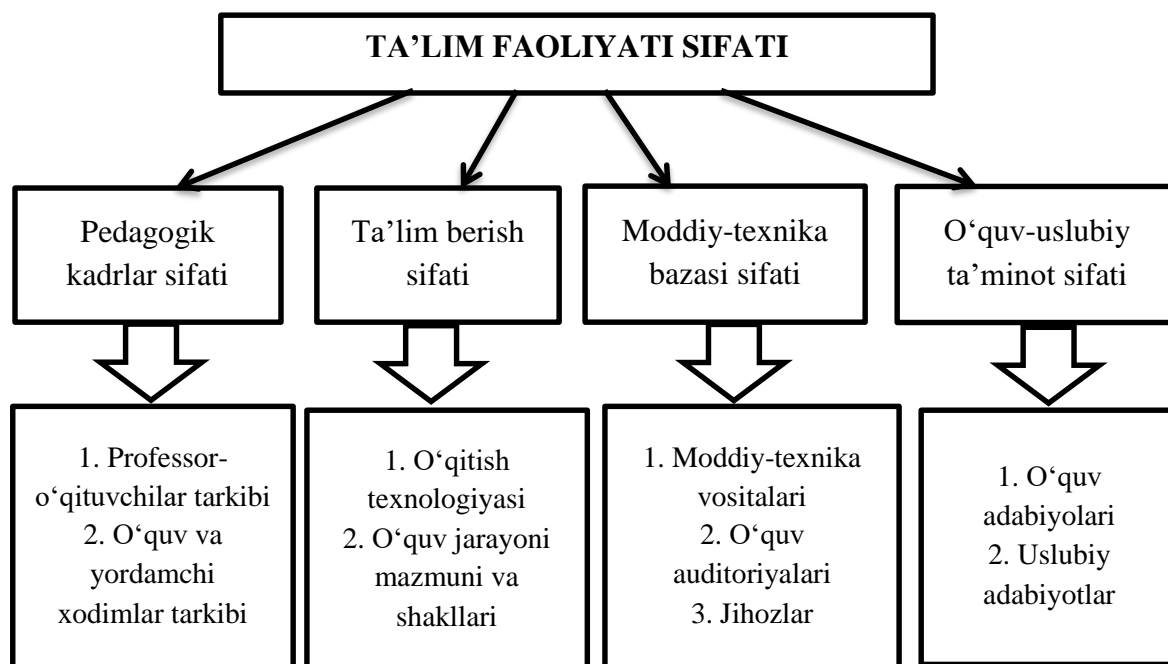 TA’LIM FAOLIYATI SIFATI
Pedagogik
kadrlar sifati
Ta’lim berish
sifati
Moddiy-texnika
bazasi sifati
O‘quv-uslubiy
ta’minot sifati
1. Professor-
o‘qituvchilar tarkibi
2. O‘quv va
yordamchi
xodimlar tarkibi
1. O‘qitish
texnologiyasi
2. O‘quv jarayoni
mazmuni va
shakllari
1. Moddiy-texnika
vositalari
2. O‘quv
auditoriyalari
3. Jihozlar
1. O‘quv
adabiyolari
2. Uslubiy
adabiyotlar